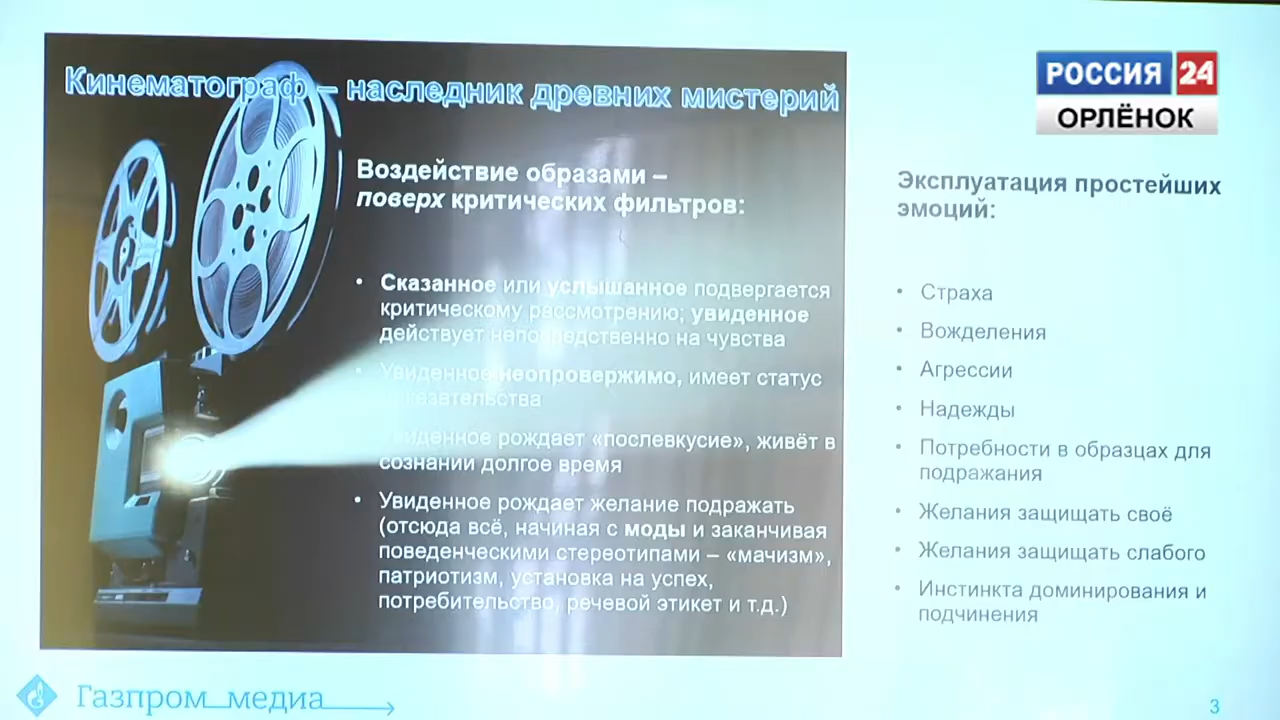 Кинематограф – наследник древних мистерий
РОССИЯ 24
ОРЛЁНОК
Воздействие образами –
поверх критических фильтров:
• Сказанное или услышанное подвергается
критическому рассмотрению; увиденное
действует непосредственно на чувства
• Увиденное неопровержимо, имеет статус
доказательства
Увиденное рождает «послевкусие», живёт в
сознании долгое время
• Увиденное рождает желание подражать
(отсюда всё, начиная с моды и заканчивая
поведенческими стереотипами – «мачизм»,
патриотизм, установка на успех,
потребительство, речевой этикет и т.д.)
Эксплуатация простейших
эмоций:
• Страха
• Вожделения
• Агрессии
• Надежды
• Потребности в образцах для
подражания
• Желания защищать своё
• Желания защищать слабого
• Инстинкта доминирования и
подчинения
Газпром_медиа
3